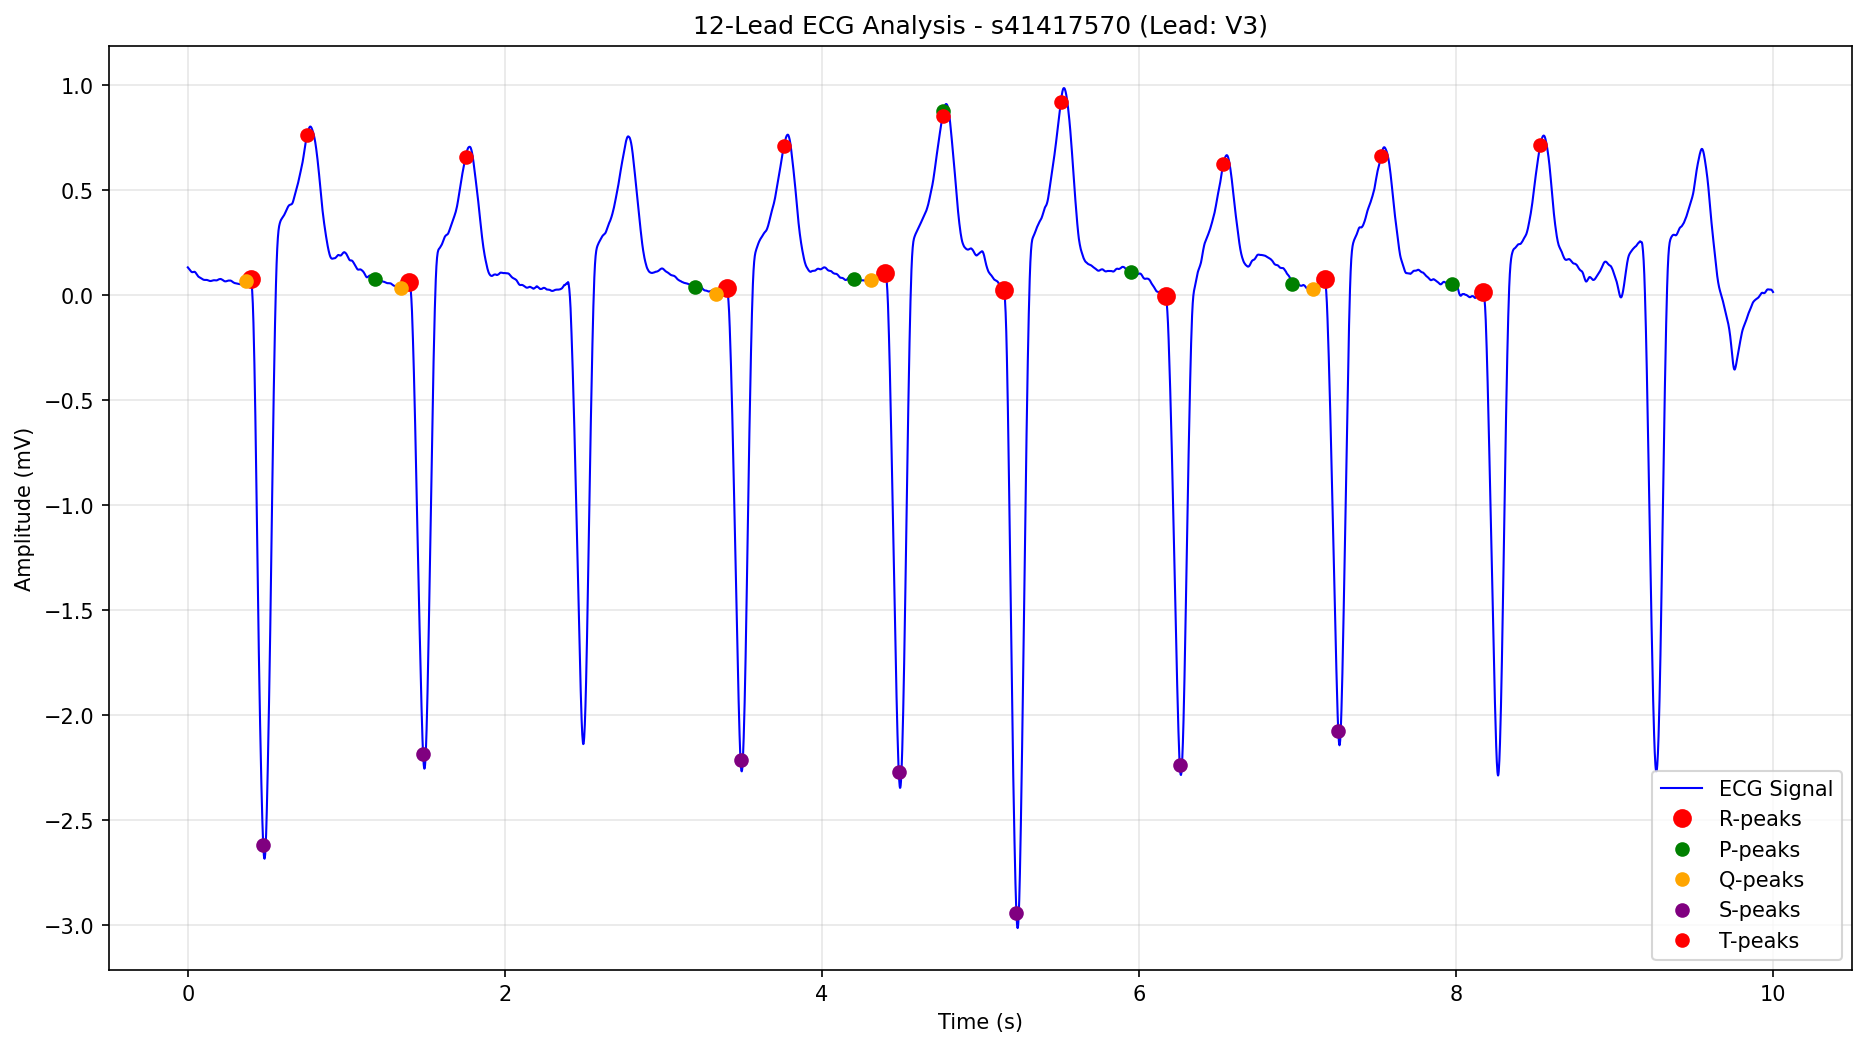 12-Lead ECG Analysis - s41417570 (Lead: V3)
Amplitude (mV)
1.0
0.5
0.0
−0.5
−1.0
−1.5
−2.0
−2.5
−3.0
0
2
4
6
8
10
Time (s)
ECG Signal
R-peaks
P-peaks
Q-peaks
S-peaks
T-peaks